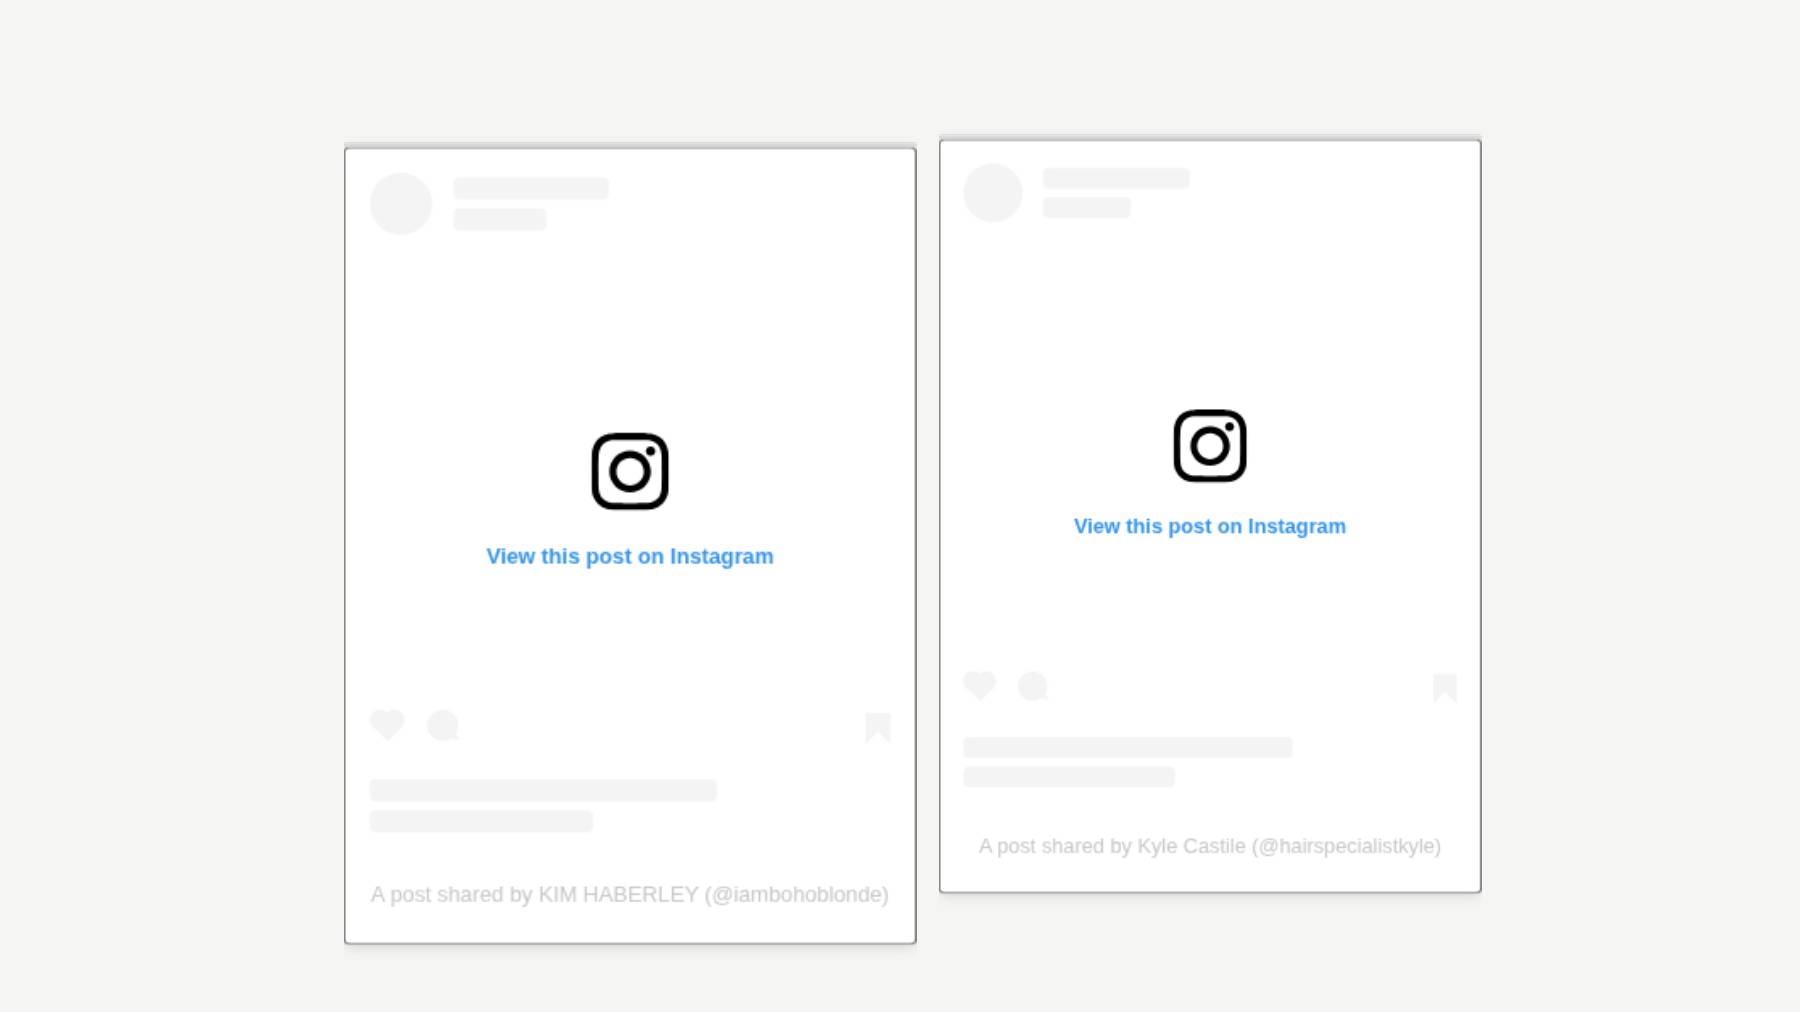 View this post on Instagram
A post shared by KIM HABERLEY (@iambohoblonde)
View this post on Instagram
A post shared by Kyle Castile (@hairspecialistkyle)